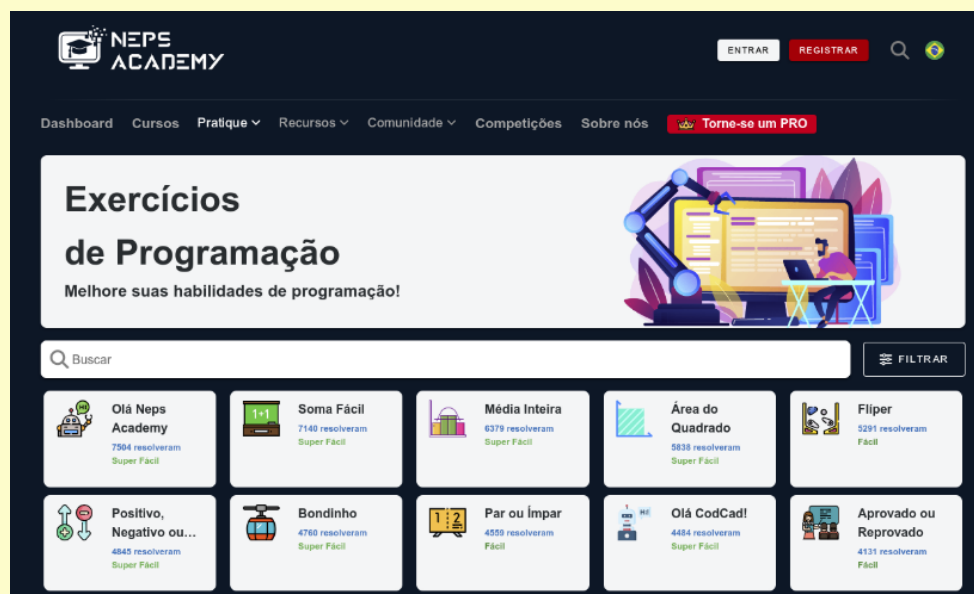 NEPS
ACADEMY
ENTRAR
REGISTRAR
Dashboard Cursos Pratique Recursos Comunidade Competições Sobre nós Torne-se um PRO
Exercícios
de Programação
Melhore suas habilidades de programação!
Buscar
FILTRAR
Olá Neps
Academy
7504 resolveram
Super Fácil
1+1
Soma Fácil
7140 resolveram
Super Fácil
Média Inteira
6379 resolveram
Super Fácil
Área do
Quadrado
5838 resolveram
Super Fácil
Flíper
5291 resolveram
Fácil
Positivo,
Negativo ou...
4845 resolveram
Super Fácil
Bondinho
4760 resolveram
Super Fácil
1 2
Par ou Ímpar
4559 resolveram
Fácil
Olá CodCad!
4484 resolveram
Super Fácil
Aprovado ou
Reprovado
4131 resolveram
Fácil